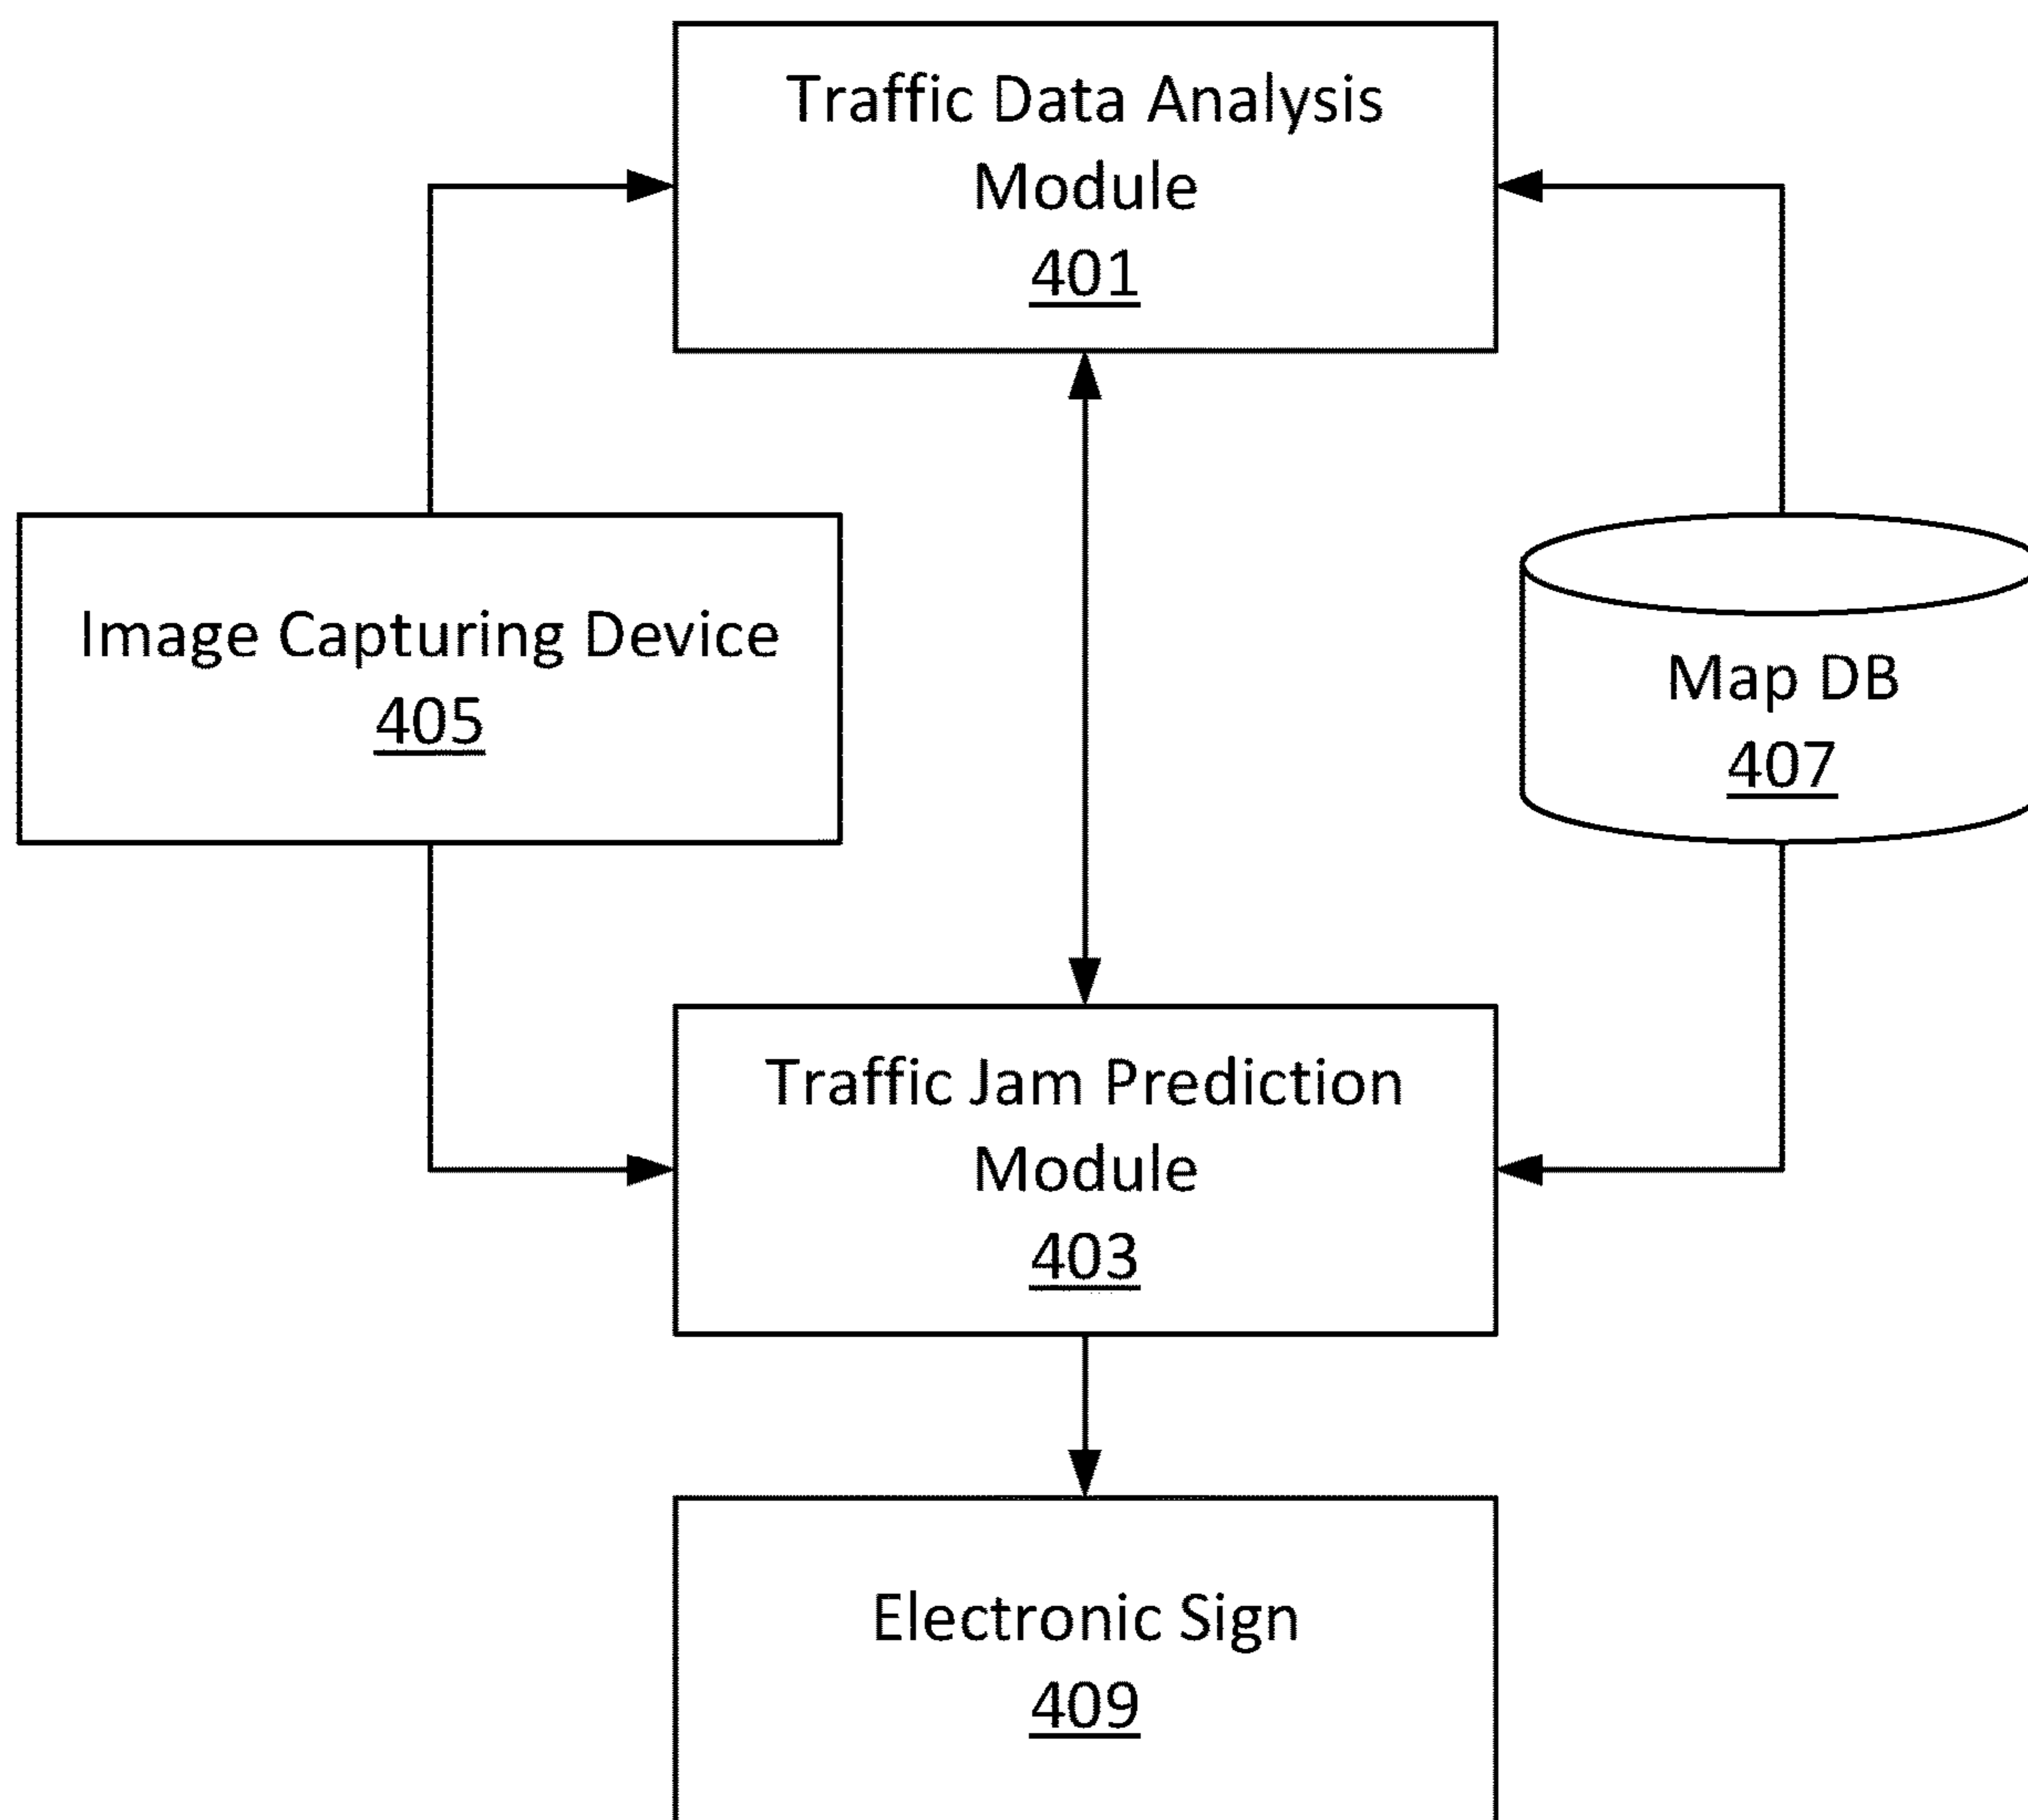 Traffic Data Analysis
Module
401
Image Capturing Device
405
Map DB
407
Traffic Jam Prediction
Module
403
Electronic Sign
409